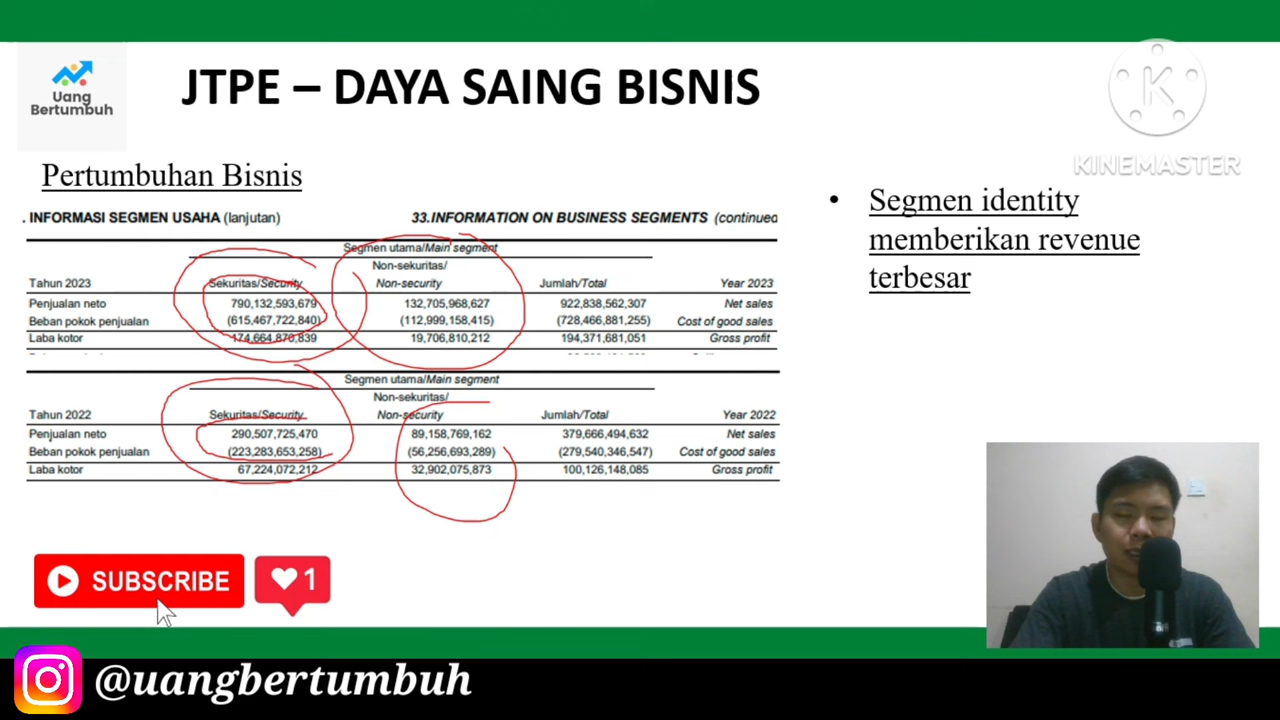 Uang
Bertumbuh
JTPE – DAYA SAING BISNIS
K
KINEMASTER
Pertumbuhan Bisnis
. INFORMASI SEGMEN USAHA (lanjutan) 33.INFORMATION ON BUSINESS SEGMENTS (continued
Segmen utama/Main segment
Non-sekuritas/
Tahun 2023 Sekuritas/Security Non-security Jumlah/Total Year 2023
Penjualan neto 790,132,593,679 132,705,968,627 922,838,562,307 Net sales
Beban pokok penjualan (615,467,722,840) (112,999,158,415) (728,466,881,255) Cost of good sales
Laba kotor 174,664,870,839 19,706,810,212 194,371,681,051 Gross profit
Segmen utama/Main segment
Non-sekuritas/
Tahun 2022 Sekuritas/Security Non-security Jumlah/Total Year 2022
Penjualan neto 290,507,725,470 89,158,769,162 379,666,494,632 Net sales
Beban pokok penjualan (223,283,653,258) (56,256,693,289) (279,540,346,547) Cost of good sales
Laba kotor 67,224,072,212 32,902,075,873 100,126,148,085 Gross profit
• Segmen identity
memberikan revenue
terbesar
SUBSCRIBE
1
@uangbertumbuh